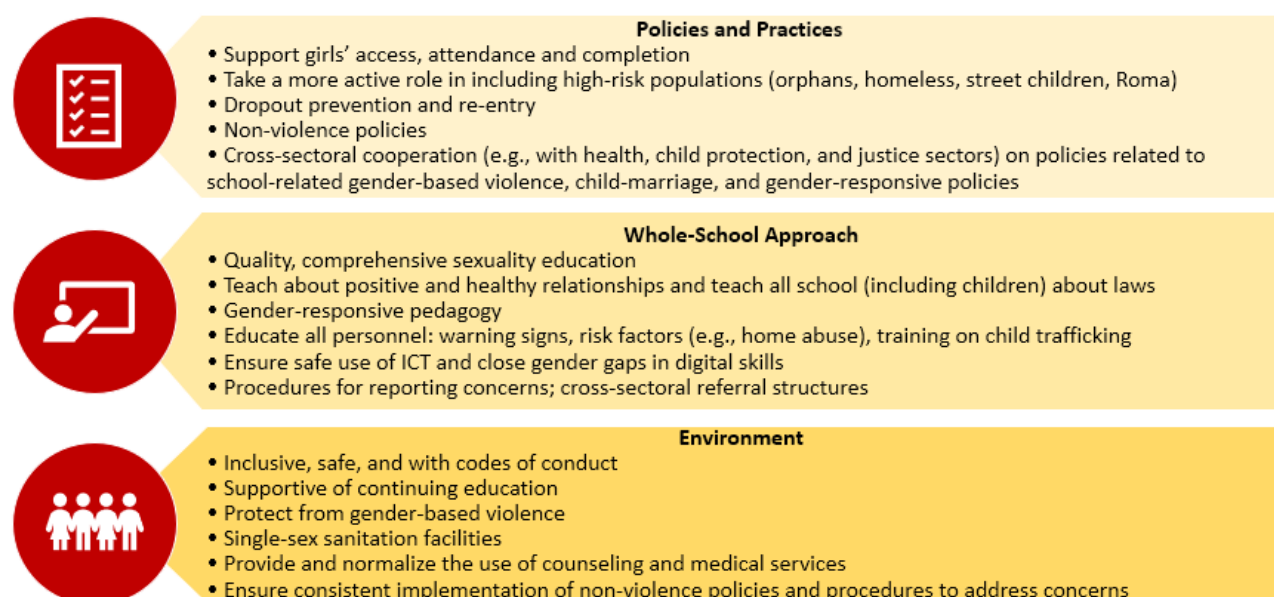 Policies and Practices
• Support girls' access, attendance and completion
• Take a more active role in including high-risk populations (orphans, homeless, street children, Roma)
• Dropout prevention and re-entry
• Non-violence policies
• Cross-sectoral cooperation (e.g., with health, child protection, and justice sectors) on policies related to
school-related gender-based violence, child-marriage, and gender-responsive policies
Whole-School Approach
• Quality, comprehensive sexuality education
• Teach about positive and healthy relationships and teach all school (including children) about laws
• Gender-responsive pedagogy
• Educate all personnel: warning signs, risk factors (e.g., home abuse), training on child trafficking
• Ensure safe use of ICT and close gender gaps in digital skills
• Procedures for reporting concerns; cross-sectoral referral structures
Environment
• Inclusive, safe, and with codes of conduct
• Supportive of continuing education
• Protect from gender-based violence
• Single-sex sanitation facilities
• Provide and normalize the use of counseling and medical services
• Ensure consistent implementation of non-violence policies and procedures to address concerns